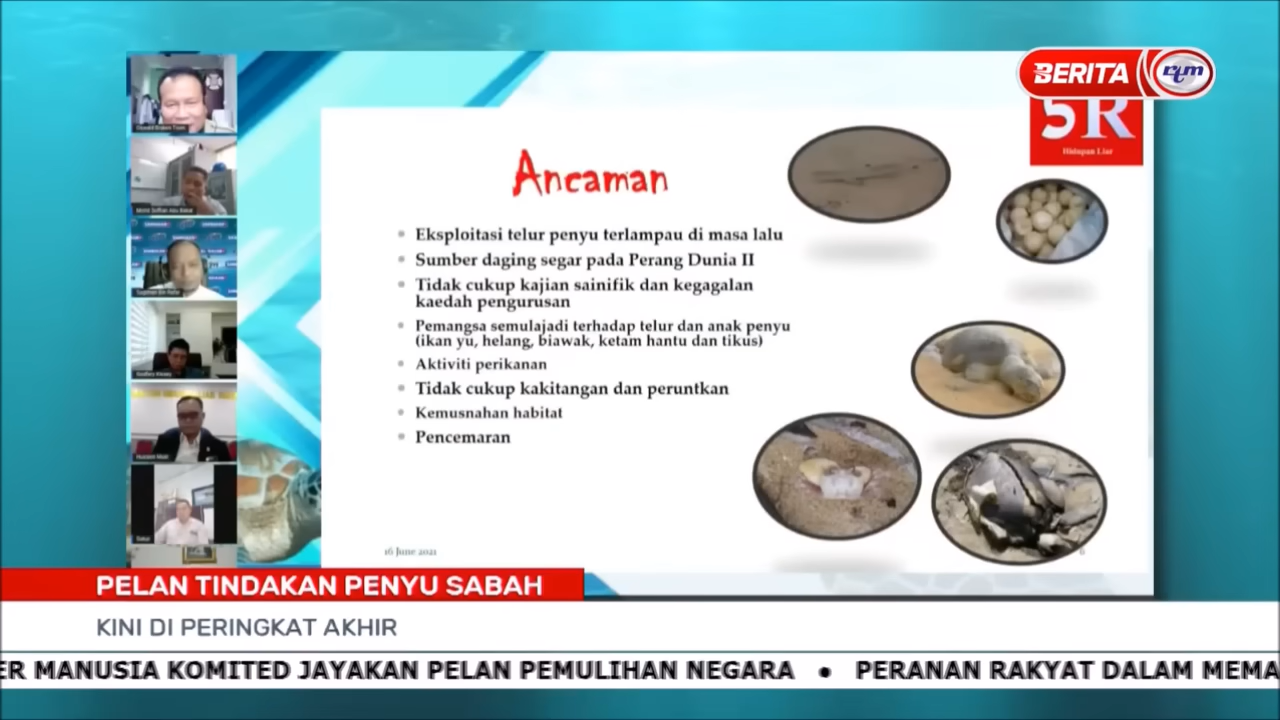 BERITA rtm
5R
Hidupan Liar
Ancaman
Eksploitasi telur penyu terlampau di masa lalu
Sumber daging segar pada Perang Dunia II
Tidak cukup kajian sainifik dan kegagalan
kaedah pengurusan
Pemangsa semulajadi terhadap telur dan anak penyu
(ikan yu, helang, biawak, ketam hantu dan tikus)
Aktiviti perikanan
Tidak cukup kakitangan dan peruntkan
Kemusnahan habitat
Pencemaran
16 June 2021
PELAN TINDAKAN PENYU SABAH
KINI DI PERINGKAT AKHIR
ER MANUSIA KOMITED JAYAKAN PELAN PEMULIHAN NEGARA • PERANAN RAKYAT DALAM MEMA